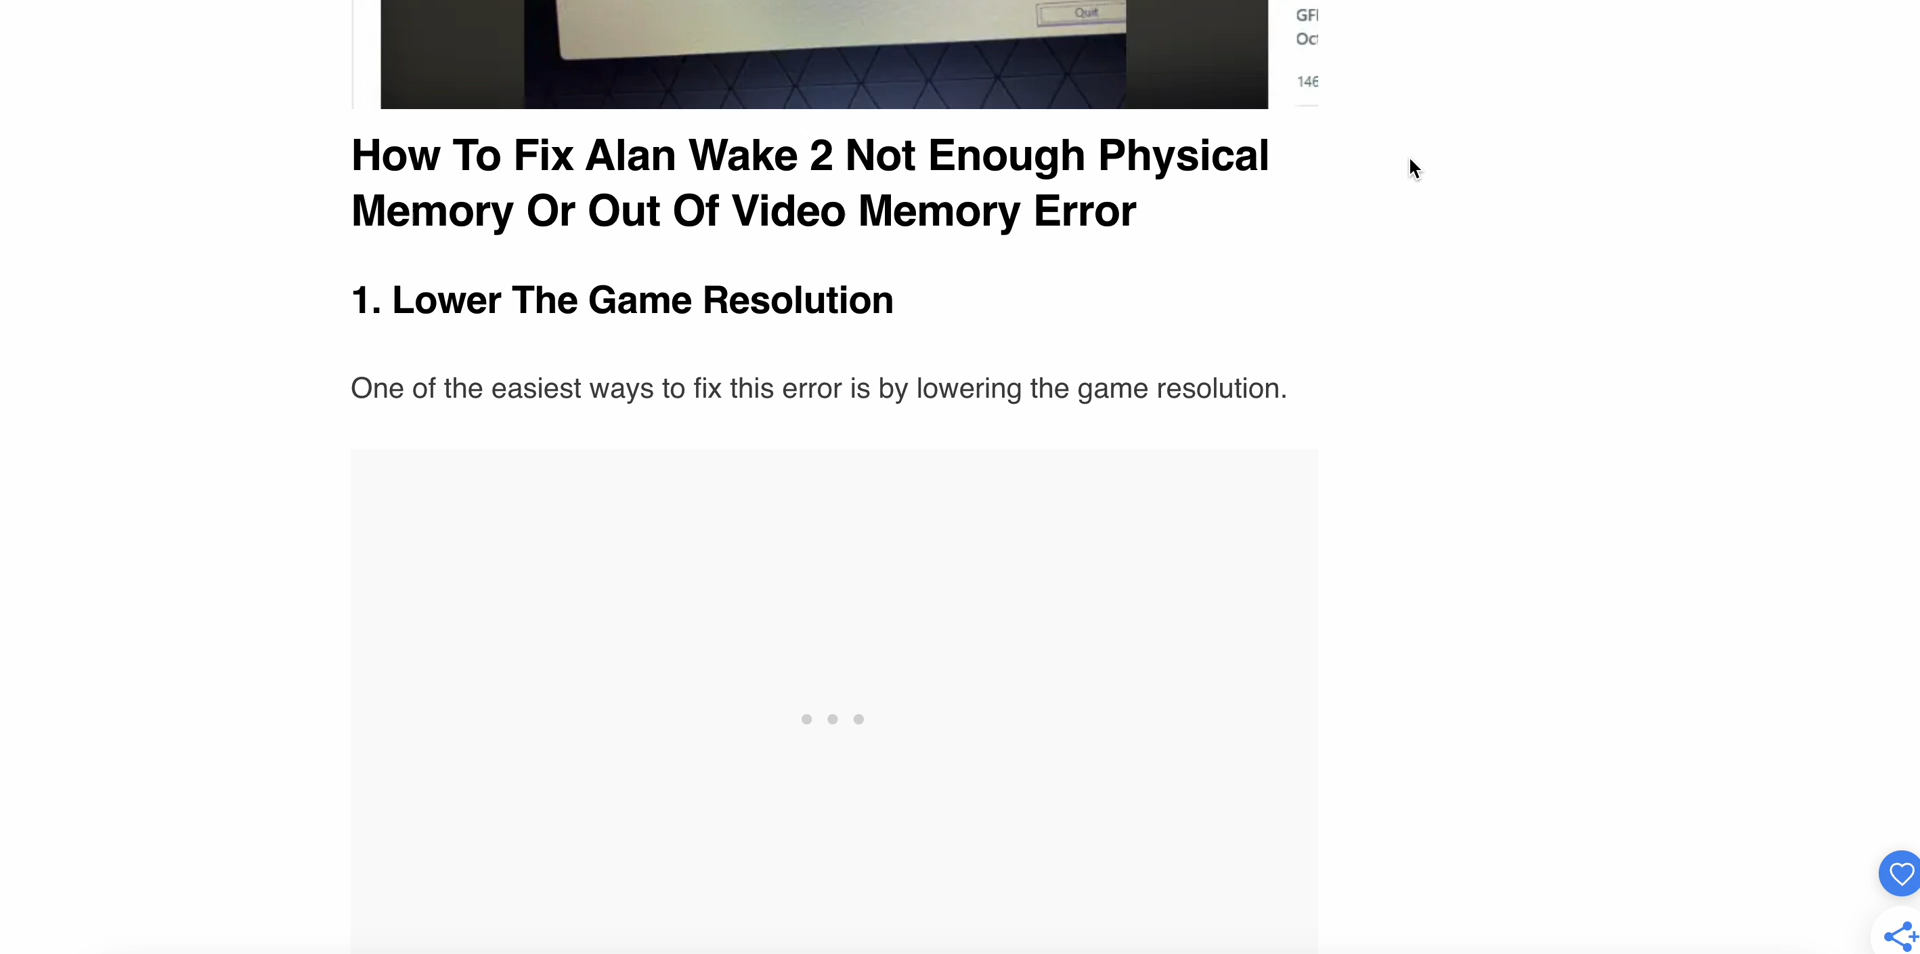 Quit
GFI
Oct
146
How To Fix Alan Wake 2 Not Enough Physical
Memory Or Out Of Video Memory Error
1. Lower The Game Resolution
One of the easiest ways to fix this error is by lowering the game resolution.